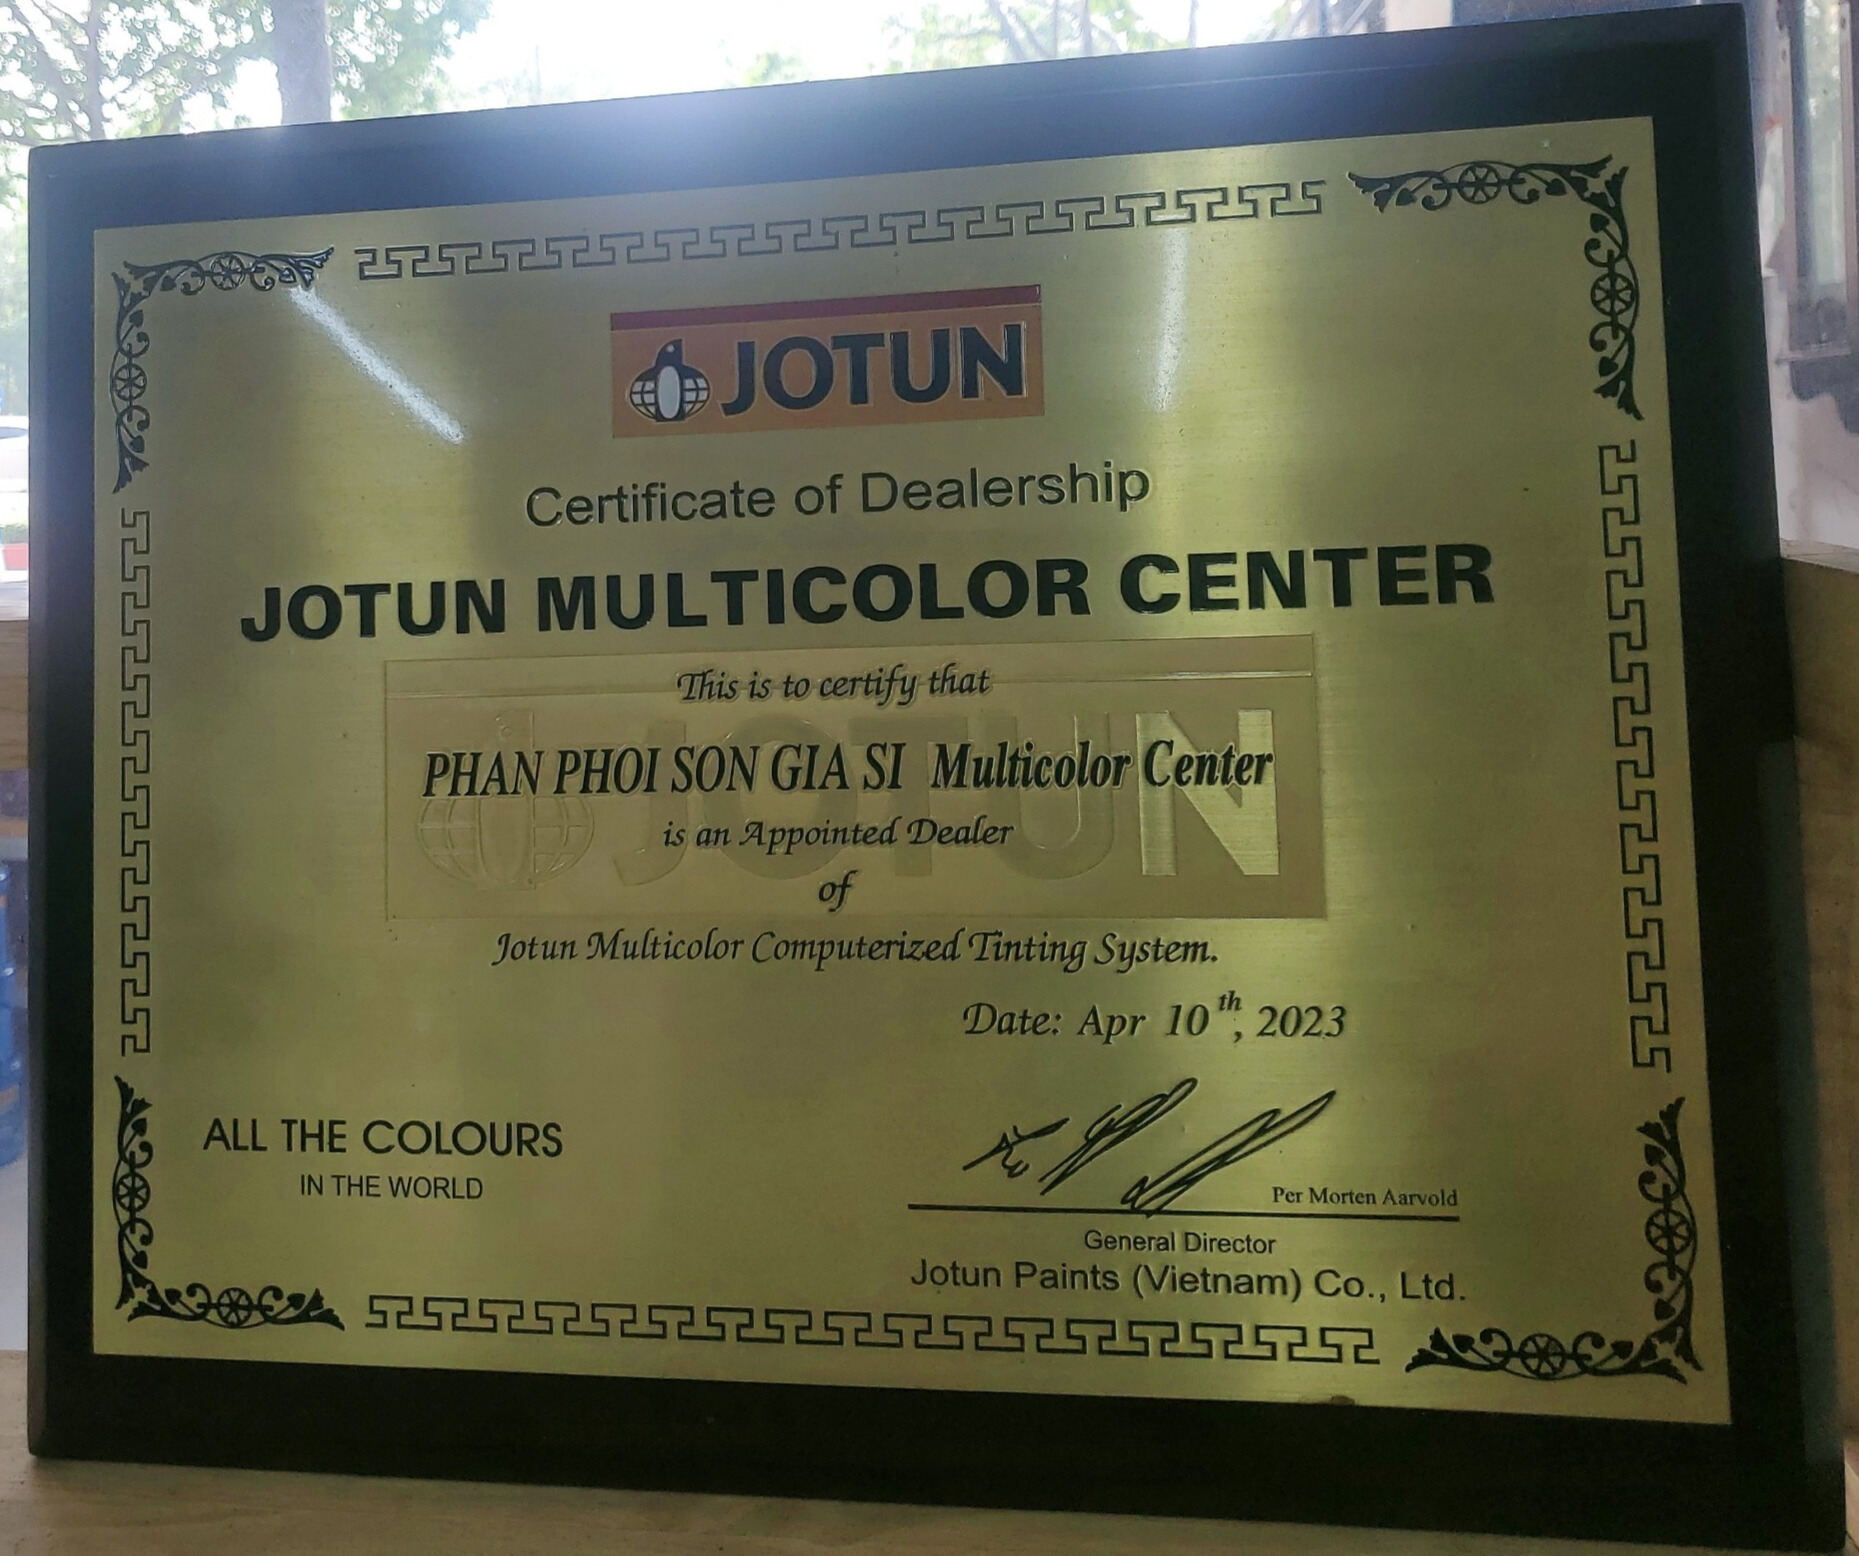 JOTUN
Certificate of Dealership
JOTUN MULTICOLOR CENTER
This is to certify that
PHAN PHOI SON GIA SI Multicolor Center
is an Appointed Dealer
of
Jotun Multicolor Computerized Tinting System.
Date: Apr 10th, 2023
ALL THE COLOURS
IN THE WORLD
Per Morten Aarvold
General Director
Jotun Paints (Vietnam) Co., Ltd.
JOTUN